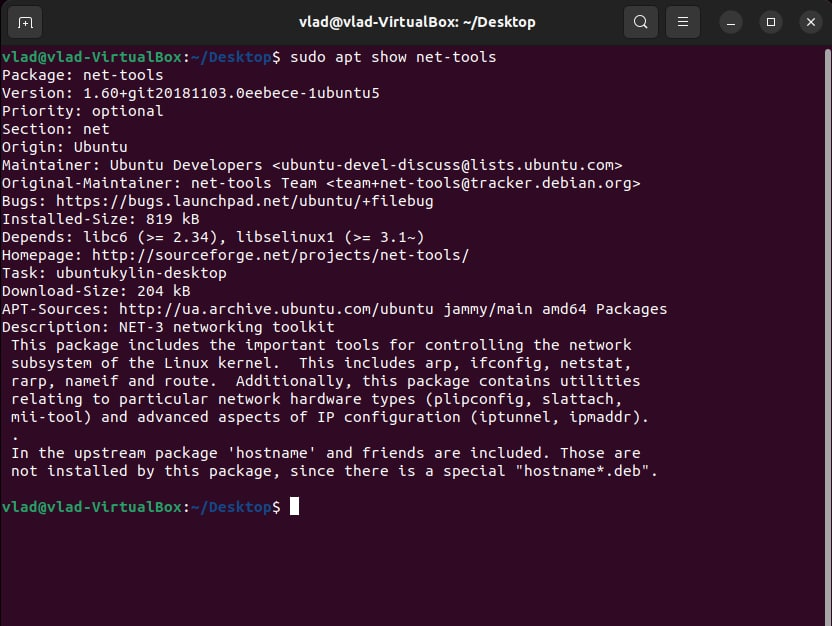 vlad@vlad-VirtualBox: ~/Desktop
vlad@vlad-VirtualBox:~/Desktop$ sudo apt show net-tools
Package: net-tools
Version: 1.60+git20181103.0eebece-1ubuntu5
Priority: optional
Section: net
Origin: Ubuntu
Maintainer: Ubuntu Developers <ubuntu-devel-discuss@lists.ubuntu.com>
Original-Maintainer: net-tools Team <team+net-tools@tracker.debian.org>
Bugs: https://bugs.launchpad.net/ubuntu/+filebug
Installed-Size: 819 kB
Depends: libc6 (>= 2.34), libselinux1 (>= 3.1~)
Homepage: http://sourceforge.net/projects/net-tools/
Task: ubuntukylin-desktop
Download-Size: 204 kB
APT-Sources: http://ua.archive.ubuntu.com/ubuntu jammy/main amd64 Packages
Description: NET-3 networking toolkit
 This package includes the important tools for controlling the network
 subsystem of the Linux kernel.  This includes arp, ifconfig, netstat,
 rarp, nameif and route.  Additionally, this package contains utilities
 relating to particular network hardware types (plipconfig, slattach,
 mii-tool) and advanced aspects of IP configuration (iptunnel, ipmaddr).
 .
 In the upstream package 'hostname' and friends are included. Those are
 not installed by this package, since there is a special "hostname*.deb".
vlad@vlad-VirtualBox:~/Desktop$